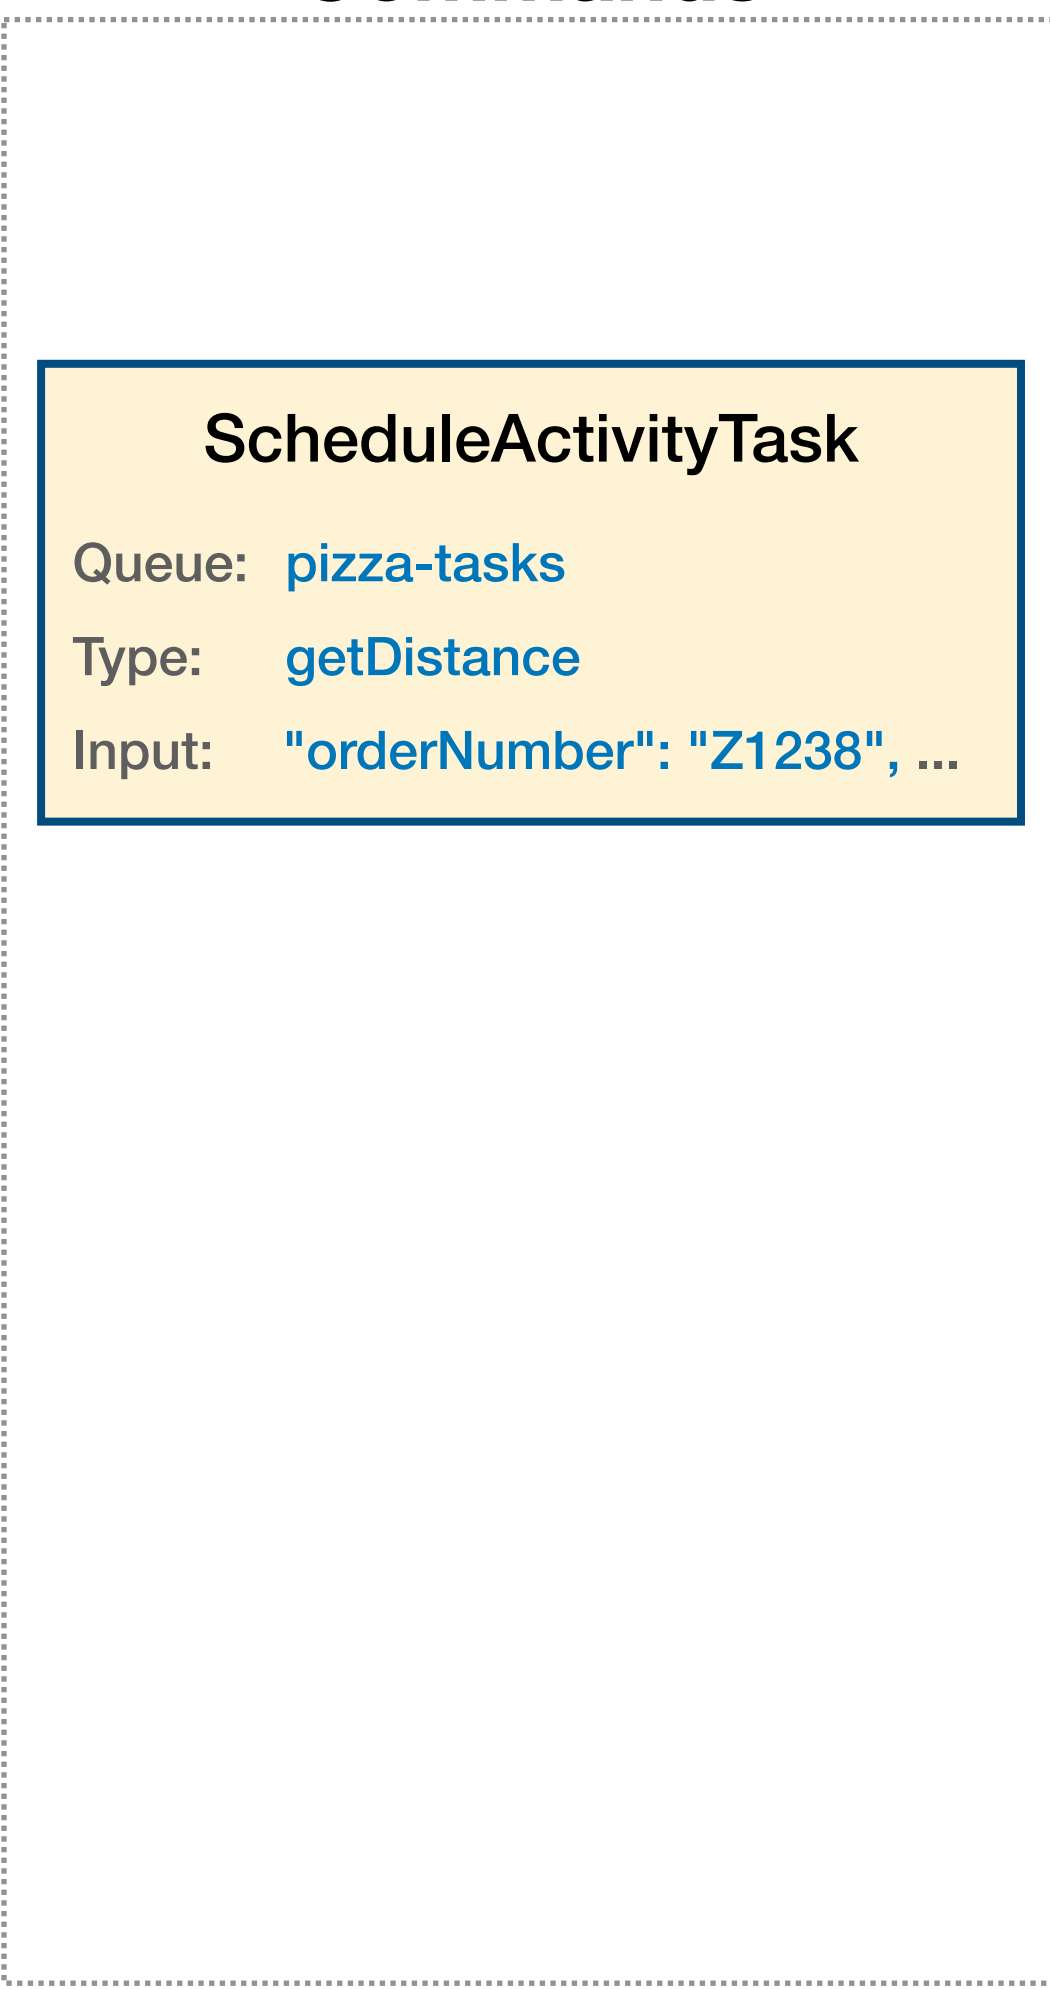 ScheduleActivityTask
Queue: pizza-tasks
Type: getDistance
Input: "orderNumber": "Z1238", ...